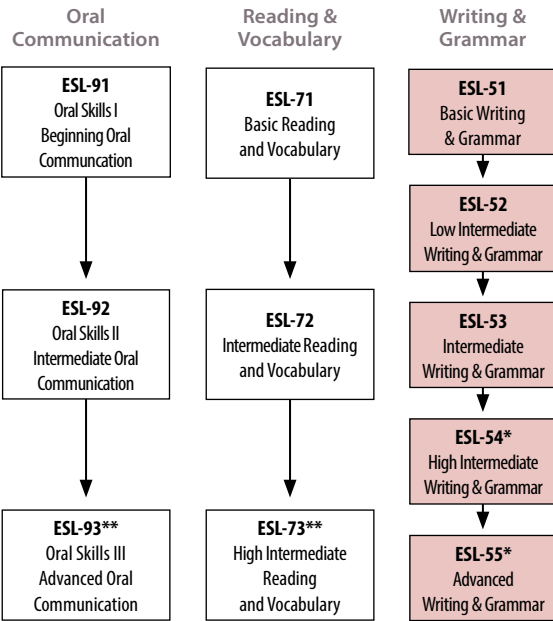 Oral
Communication
ESL-91
Oral Skills I
Beginning Oral
Communcation
ESL-92
Oral Skills II
Intermediate Oral
Communication
ESL-93**
Oral Skills III
Advanced Oral
Communication
Reading &
Vocabulary
ESL-71
Basic Reading
and Vocabulary
ESL-72
Intermediate Reading
and Vocabulary
ESL-73**
High Intermediate
Reading
and Vocabulary
Writing &
Grammar
ESL-51
Basic Writing
& Grammar
ESL-52
Low Intermediate
Writing & Grammar
ESL-53
Intermediate
Writing & Grammar
ESL-54*
High Intermediate
Writing & Grammar
ESL-55*
Advanced
Writing & Grammar